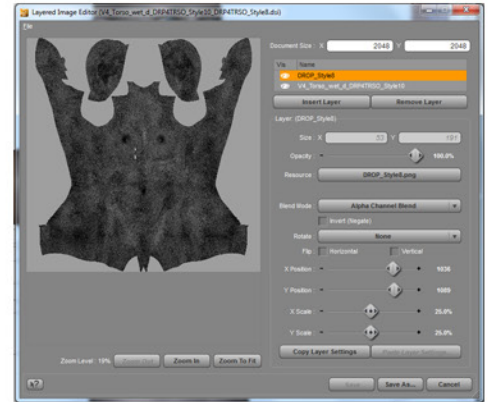 Layered Image Editor (V4_Torso_wet_d_DRP4TRSO_Style10_DRP4TRSO_Style8.dsi)
File
Document Size : X 2048 Y 2048
Vis Name
DROP_Style8
V4_Torso_wet_d_DRP4TRSO_Style10
Insert Layer Remove Layer
Layer: (DROP_Style8)
Size X Y
Opacity 100.0%
Resource DROP_Style8.png
Blend Mode Alpha Channel Blend
Invert (Negate)
Rotate None
Flip Horizontal Vertical
X Position 1036
Y Position 1089
X Scale 25.0%
Y Scale 25.0%
Copy Layer Settings Paste Layer Settings
Zoom Level : 19% Zoom Out Zoom In Zoom To Fit
Save Save As... Cancel